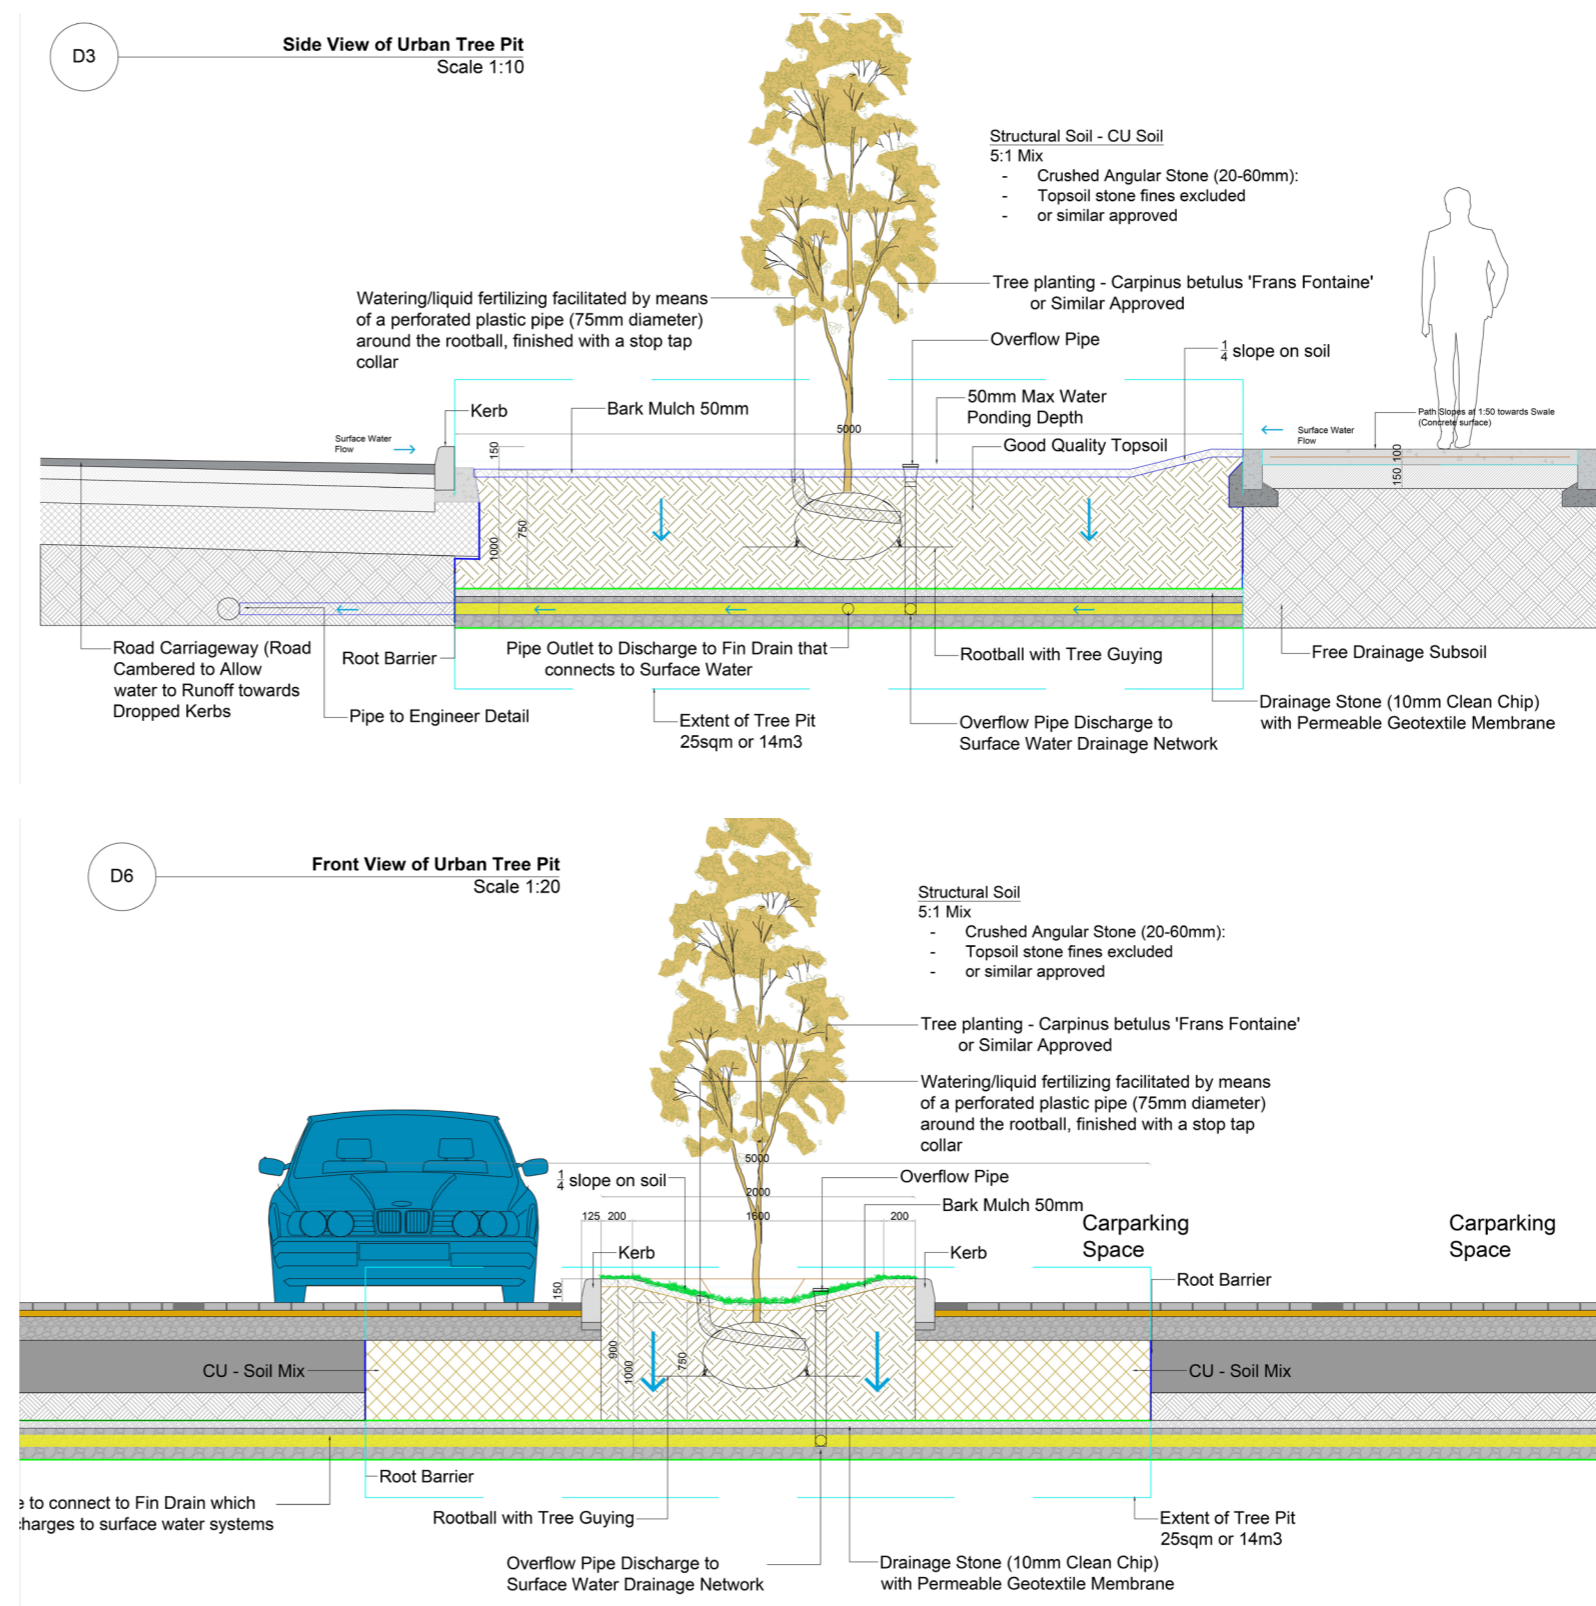 D3
Side View of Urban Tree Pit
Scale 1:10
Structural Soil - CU Soil
5:1 Mix
- Crushed Angular Stone (20-60mm):
- Topsoil stone fines excluded
- or similar approved
Tree planting - Carpinus betulus 'Frans Fontaine'
or Similar Approved
Watering/liquid fertilizing facilitated by means
of a perforated plastic pipe (75mm diameter)
around the rootball, finished with a stop tap
collar
Overflow Pipe
1/4 slope on soil
Kerb
Bark Mulch 50mm
50mm Max Water
Ponding Depth
5000
Good Quality Topsoil
Path Slopes at 1:50 towards Swale
(Concrete surface)
Surface Water
Flow
Surface Water
Flow
150
100
150
750
1000
Road Carriageway (Road
Cambered to Allow
water to Runoff towards
Dropped Kerbs
Root Barrier
Pipe Outlet to Discharge to Fin Drain that
connects to Surface Water
Rootball with Tree Guying
Free Drainage Subsoil
Pipe to Engineer Detail
Extent of Tree Pit
25sqm or 14m3
Overflow Pipe Discharge to
Surface Water Drainage Network
Drainage Stone (10mm Clean Chip)
with Permeable Geotextile Membrane
D6
Front View of Urban Tree Pit
Scale 1:20
Structural Soil
5:1 Mix
- Crushed Angular Stone (20-60mm):
- Topsoil stone fines excluded
- or similar approved
Tree planting - Carpinus betulus 'Frans Fontaine'
or Similar Approved
Watering/liquid fertilizing facilitated by means
of a perforated plastic pipe (75mm diameter)
around the rootball, finished with a stop tap
collar
5000
1/4 slope on soil
Overflow Pipe
2000
Bark Mulch 50mm
125 200 1600 200
Carparking
Space
Carparking
Space
Kerb
Kerb
Root Barrier
150
900
1000
750
CU - Soil Mix
CU - Soil Mix
Root Barrier
e to connect to Fin Drain which
charges to surface water systems
Rootball with Tree Guying
Extent of Tree Pit
25sqm or 14m3
Overflow Pipe Discharge to
Surface Water Drainage Network
Drainage Stone (10mm Clean Chip)
with Permeable Geotextile Membrane